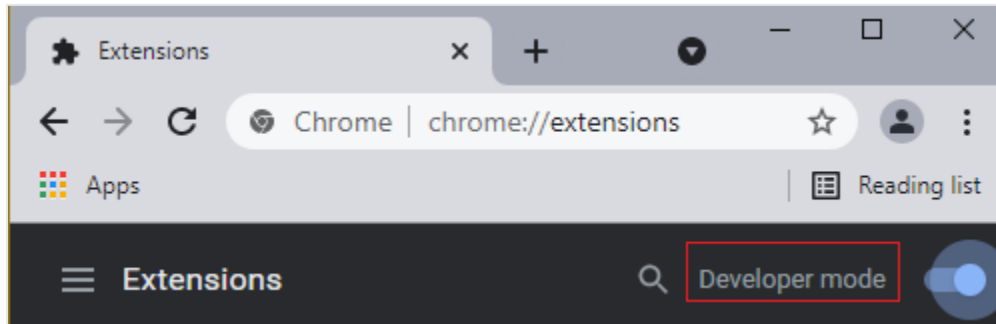 Extensions
Chrome | chrome://extensions
Apps
Reading list
Extensions
Developer mode